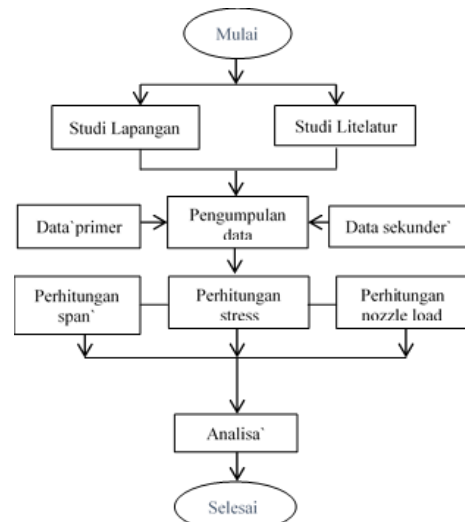 Mulai
Studi Lapangan
Studi Litelatur
Data`primer
Pengumpulan
data
Data sekunder`
Perhitungan
span`
Perhitungan
stress
Perhitungan
nozzle load
Analisa`
Selesai